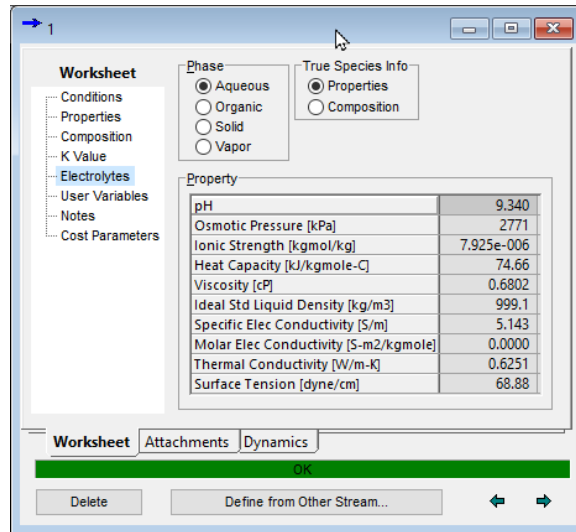 1
Worksheet
Conditions
Properties
Composition
K Value
Electrolytes
User Variables
Notes
Cost Parameters
Phase
Aqueous
Organic
Solid
Vapor
True Species Info
Properties
Composition
Property
pH 9.340
Osmotic Pressure [kPa] 2771
Ionic Strength [kgmol/kg] 7.925e-006
Heat Capacity [kJ/kgmole-C] 74.66
Viscosity [cP] 0.6802
Ideal Std Liquid Density [kg/m3] 999.1
Specific Elec Conductivity [S/m] 5.143
Molar Elec Conductivity [S-m2/kgmole] 0.0000
Thermal Conductivity [W/m-K] 0.6251
Surface Tension [dyne/cm] 68.88
Worksheet Attachments Dynamics
OK
Delete Define from Other Stream...